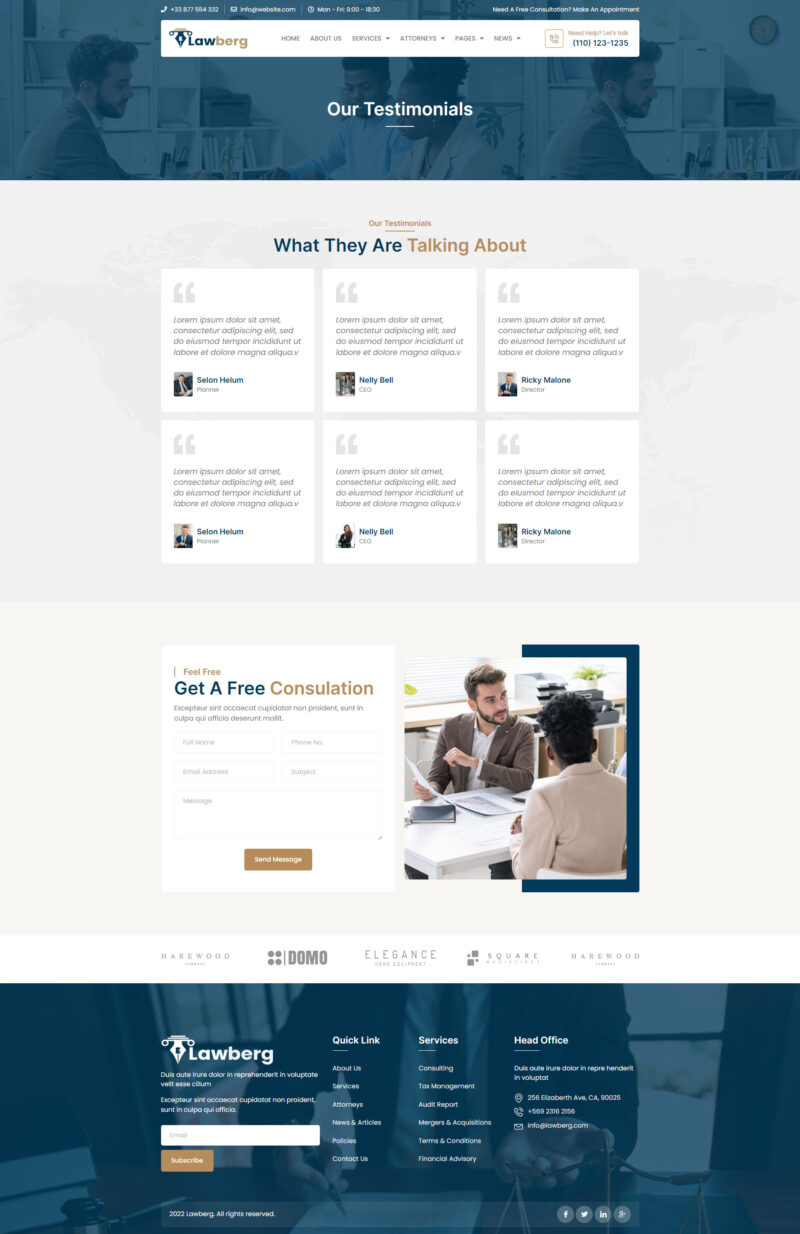 +33 877 554 332
info@website.com
Mon - Fri: 9:00 - 18:30
Need A Free Consultation? Make An Appointment
Lawberg
HOME
ABOUT US
SERVICES
ATTORNEYS
PAGES
NEWS
Need Help? Let's talk
(110) 123-1235
Our Testimonials
Our Testimonials
What They Are Talking About
Lorem ipsum dolor sit amet,
consectetur adipiscing elit, sed
do eiusmod tempor incididunt ut
labore et dolore magna aliqua.v
Selon Helum
Planner
Lorem ipsum dolor sit amet,
consectetur adipiscing elit, sed
do eiusmod tempor incididunt ut
labore et dolore magna aliqua.v
Nelly Bell
CEO
Lorem ipsum dolor sit amet,
consectetur adipiscing elit, sed
do eiusmod tempor incididunt ut
labore et dolore magna aliqua.v
Ricky Malone
Director
Lorem ipsum dolor sit amet,
consectetur adipiscing elit, sed
do eiusmod tempor incididunt ut
labore et dolore magna aliqua.v
Selon Helum
Planner
Lorem ipsum dolor sit amet,
consectetur adipiscing elit, sed
do eiusmod tempor incididunt ut
labore et dolore magna aliqua.v
Nelly Bell
CEO
Lorem ipsum dolor sit amet,
consectetur adipiscing elit, sed
do eiusmod tempor incididunt ut
labore et dolore magna aliqua.v
Ricky Malone
Director
Feel Free
Get A Free Consulation
Excepteur sint occaecat cupidatat non proident, sunt in
culpa qui officia deserunt mollit.
Full Name
Phone No
Email Address
Subject
Message
Send Message
HAREWOOD
COMPANY
DOMO
ELEGANCE
HOME EQUIPMENT
SQUARE
HAREWOOD
COMPANY
Lawberg
Duis aute irure dolor in reprehenderit in voluptate
velit esse cillum
Excepteur sint occaecat cupidatat non proident,
sunt in culpa qui officia.
Email
Subscribe
Quick Link
About Us
Services
Attorneys
News & Articles
Policies
Contact Us
Services
Consulting
Tax Management
Audit Report
Mergers & Acquisitions
Terms & Conditions
Financial Advisory
Head Office
Duis aute irure dolor in repre henderit
in voluptat
256 Elizaberth Ave, CA, 90025
+569 2316 2156
info@lawberg.com
2022 Lawberg. All rights reserved.